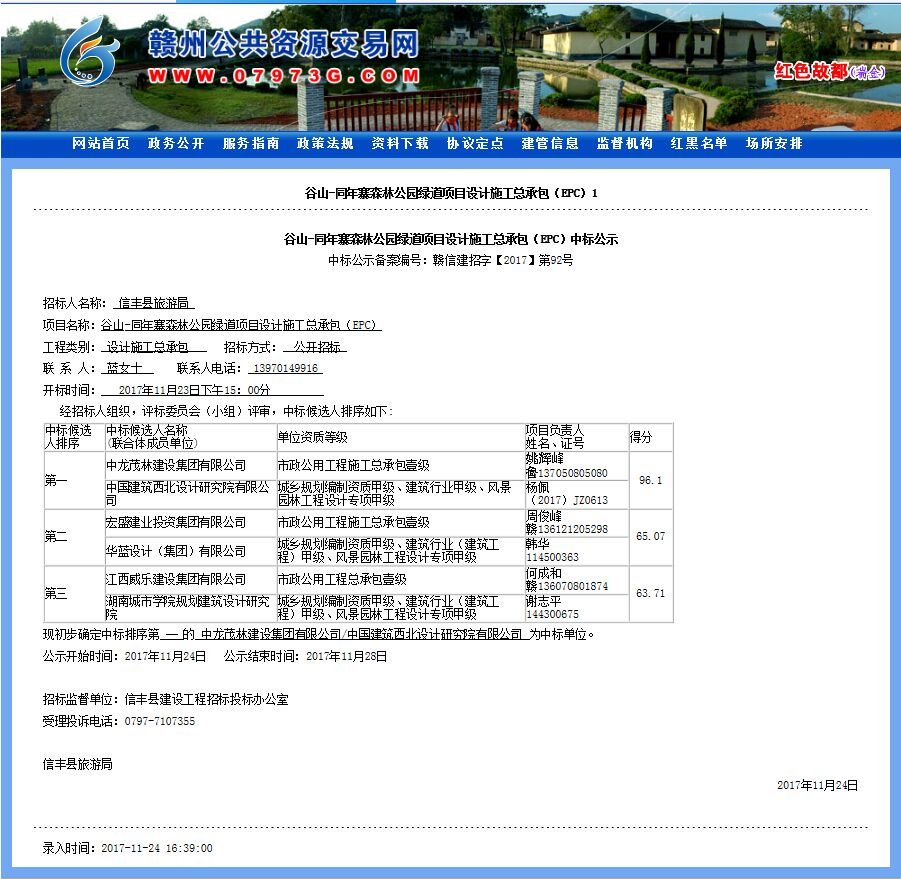 赣州公共资源交易网
WWW.07973G.COM
红色故都(瑞金)
网站首页 政务公开 服务指南 政策法规 资料下载 协议定点 建管信息 监督机构 红黑名单 场所安排
谷山-同年寨森林公园绿道项目设计施工总承包（EPC）1
谷山-同年寨森林公园绿道项目设计施工总承包（EPC）中标公示
中标公示备案编号：赣信建招字【2017】第92号
招标人名称： 信丰县旅游局
项目名称：谷山-同年寨森林公园绿道项目设计施工总承包（EPC）
工程类别： 设计施工总承包 招标方式： 公开招标
联 系 人： 蓝女士 联系人电话： 13970149916
开标时间： 2017年11月23日下午15：00分
经招标人组织，评标委员会（小组）评审，中标候选人排序如下:
中标候选人排序 中标候选人名称(联合体成员单位) 单位资质等级 项目负责人姓名、证号 得分
第一 中龙茂林建设集团有限公司 市政公用工程施工总承包壹级 姚辉峰 鲁137050805080 96.1
中国建筑西北设计研究院有限公司 城乡规划编制资质甲级、建筑行业甲级、风景园林工程设计专项甲级 杨佩（2017）JZ0613
第二 宏盛建业投资集团有限公司 市政公用工程施工总承包壹级 周俊峰 赣136121205298 65.07
华蓝设计（集团）有限公司 城乡规划编制资质甲级、建筑行业（建筑工程）甲级、风景园林工程设计专项甲级 韩华 114500363
第三 江西威乐建设集团有限公司 市政公用工程总承包壹级 何成和 赣136070801874 63.71
湖南城市学院规划建筑设计研究院 城乡规划编制资质甲级、建筑行业（建筑工程）甲级、风景园林工程设计专项甲级 谢志平 144300675
现初步确定中标排序第 一 的 中龙茂林建设集团有限公司/中国建筑西北设计研究院有限公司 为中标单位。
公示开始时间：2017年11月24日 公示结束时间：2017年11月28日
招标监督单位：信丰县建设工程招标投标办公室
受理投诉电话：0797-7107355
信丰县旅游局
2017年11月24日
录入时间：2017-11-24 16:39:00